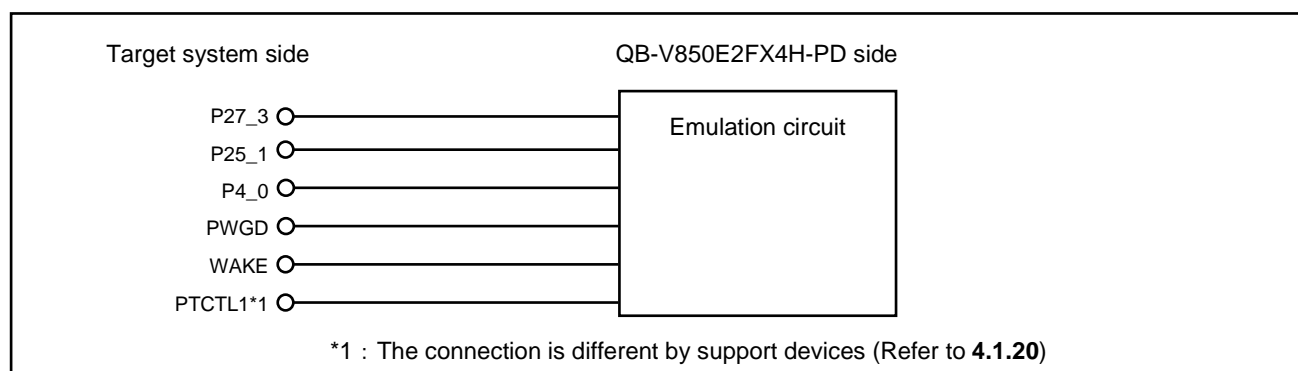 Target system side QB-V850E2FX4H-PD side
P27_3
Emulation circuit
P25_1
P4_0
PWGD
WAKE
PTCTL1*1
*1 : The connection is different by support devices (Refer to 4.1.20)